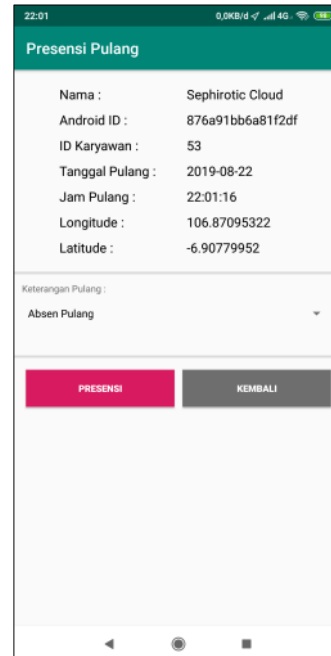 22:01 0,0KB/d 4G
Presensi Pulang
Nama : Sephirotic Cloud
Android ID : 876a91bb6a81f2df
ID Karyawan : 53
Tanggal Pulang : 2019-08-22
Jam Pulang : 22:01:16
Longitude : 106.87095322
Latitude : -6.90779952
Keterangan Pulang :
Absen Pulang
PRESENSI KEMBALI